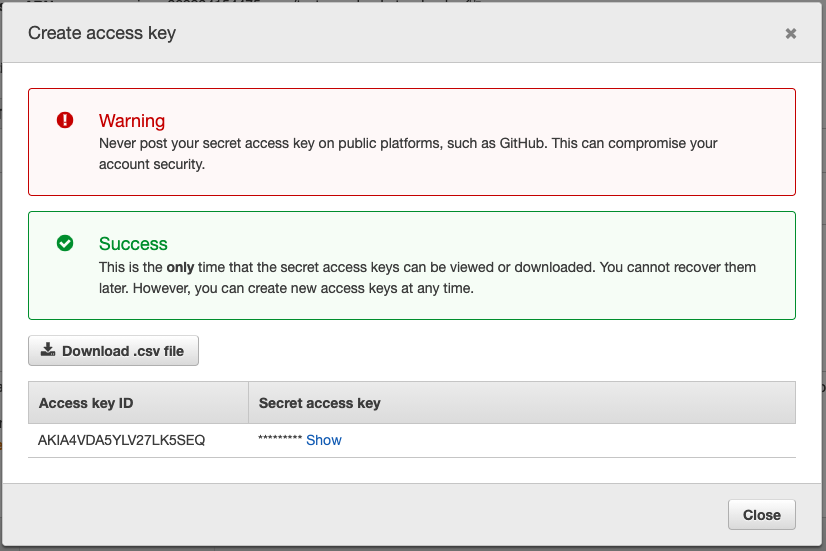 Create access key
Warning
Never post your secret access key on public platforms, such as GitHub. This can compromise your
account security.
Success
This is the only time that the secret access keys can be viewed or downloaded. You cannot recover them
later. However, you can create new access keys at any time.
Download .csv file
Access key ID Secret access key
AKIA4VDA5YLV27LK5SEQ ********* Show
Close